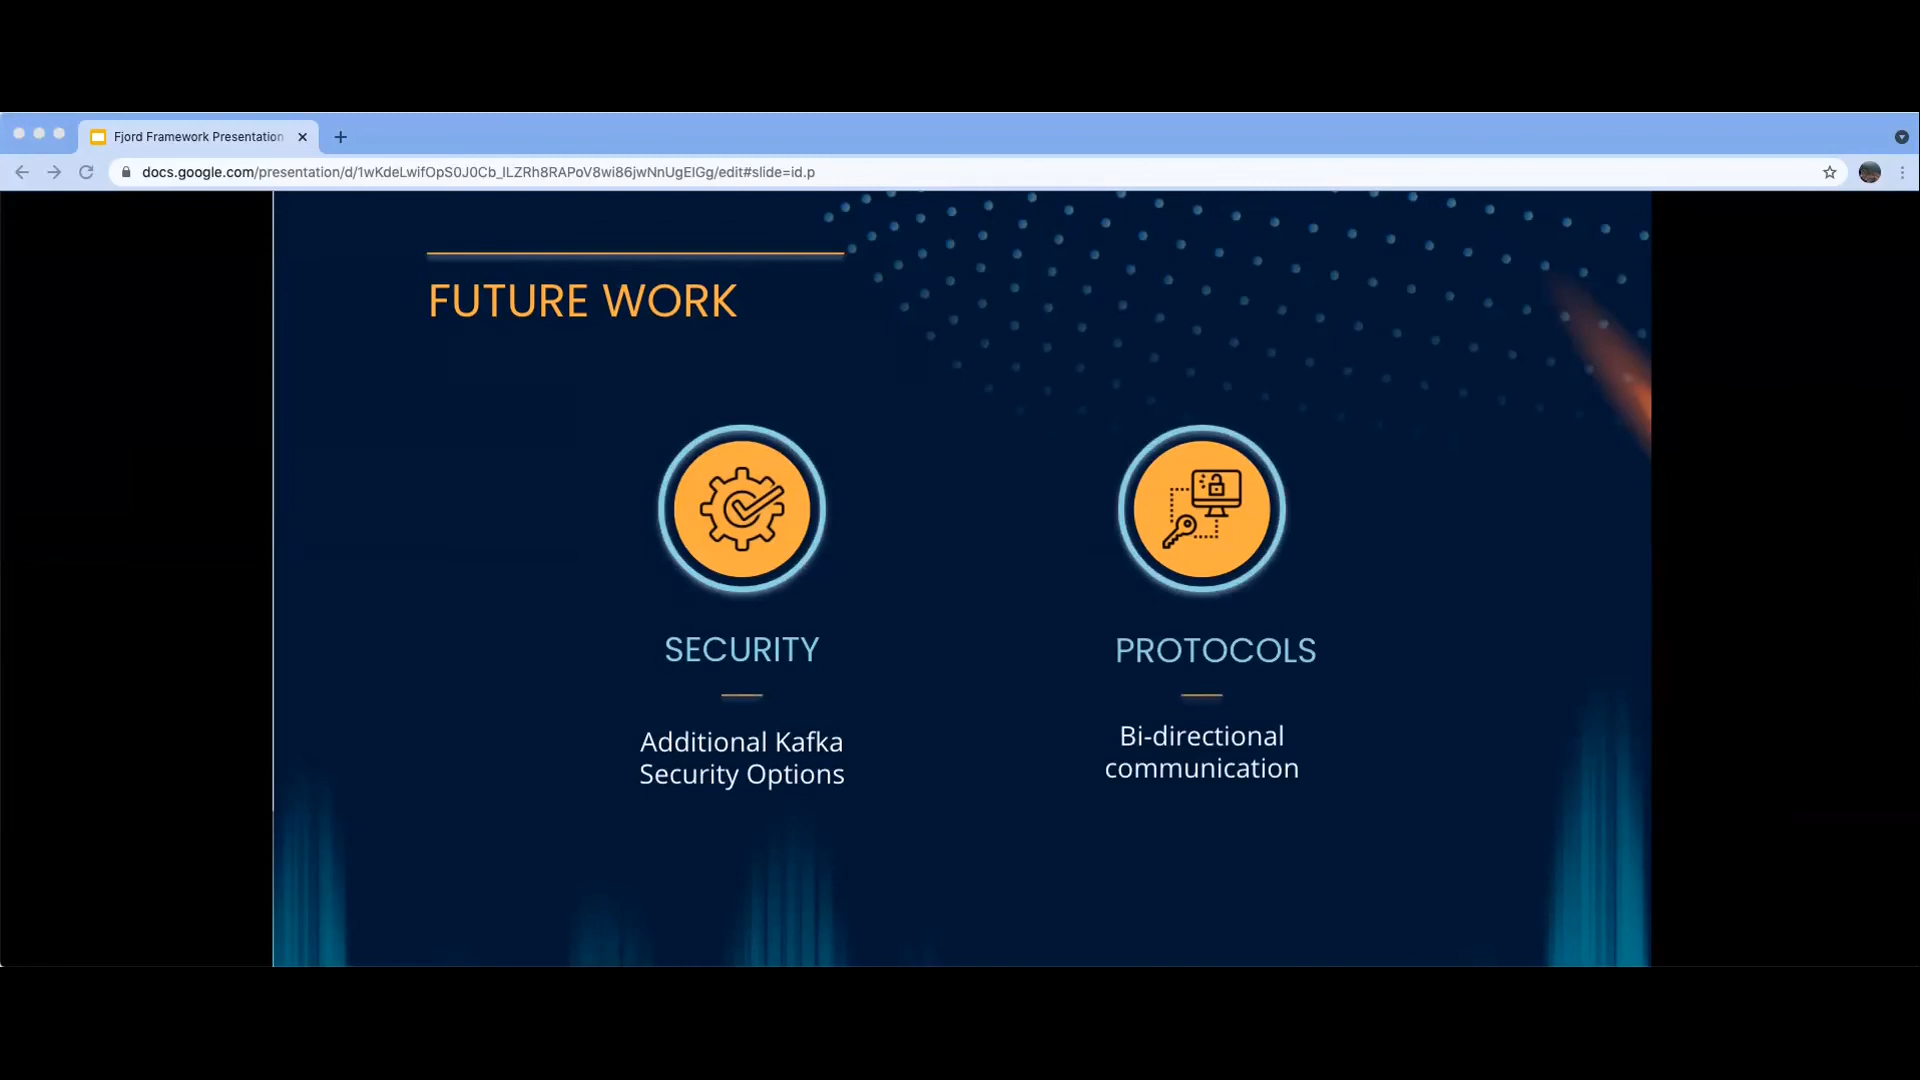 Fjord Framework Presentation
docs.google.com/presentation/d/1wKdeLwifOpS0J0Cb_lLZRh8RAPoV8wi86jwNnUgEIGg/edit#slide=id.p
FUTURE WORK
SECURITY
Additional Kafka
Security Options
PROTOCOLS
Bi-directional
communication